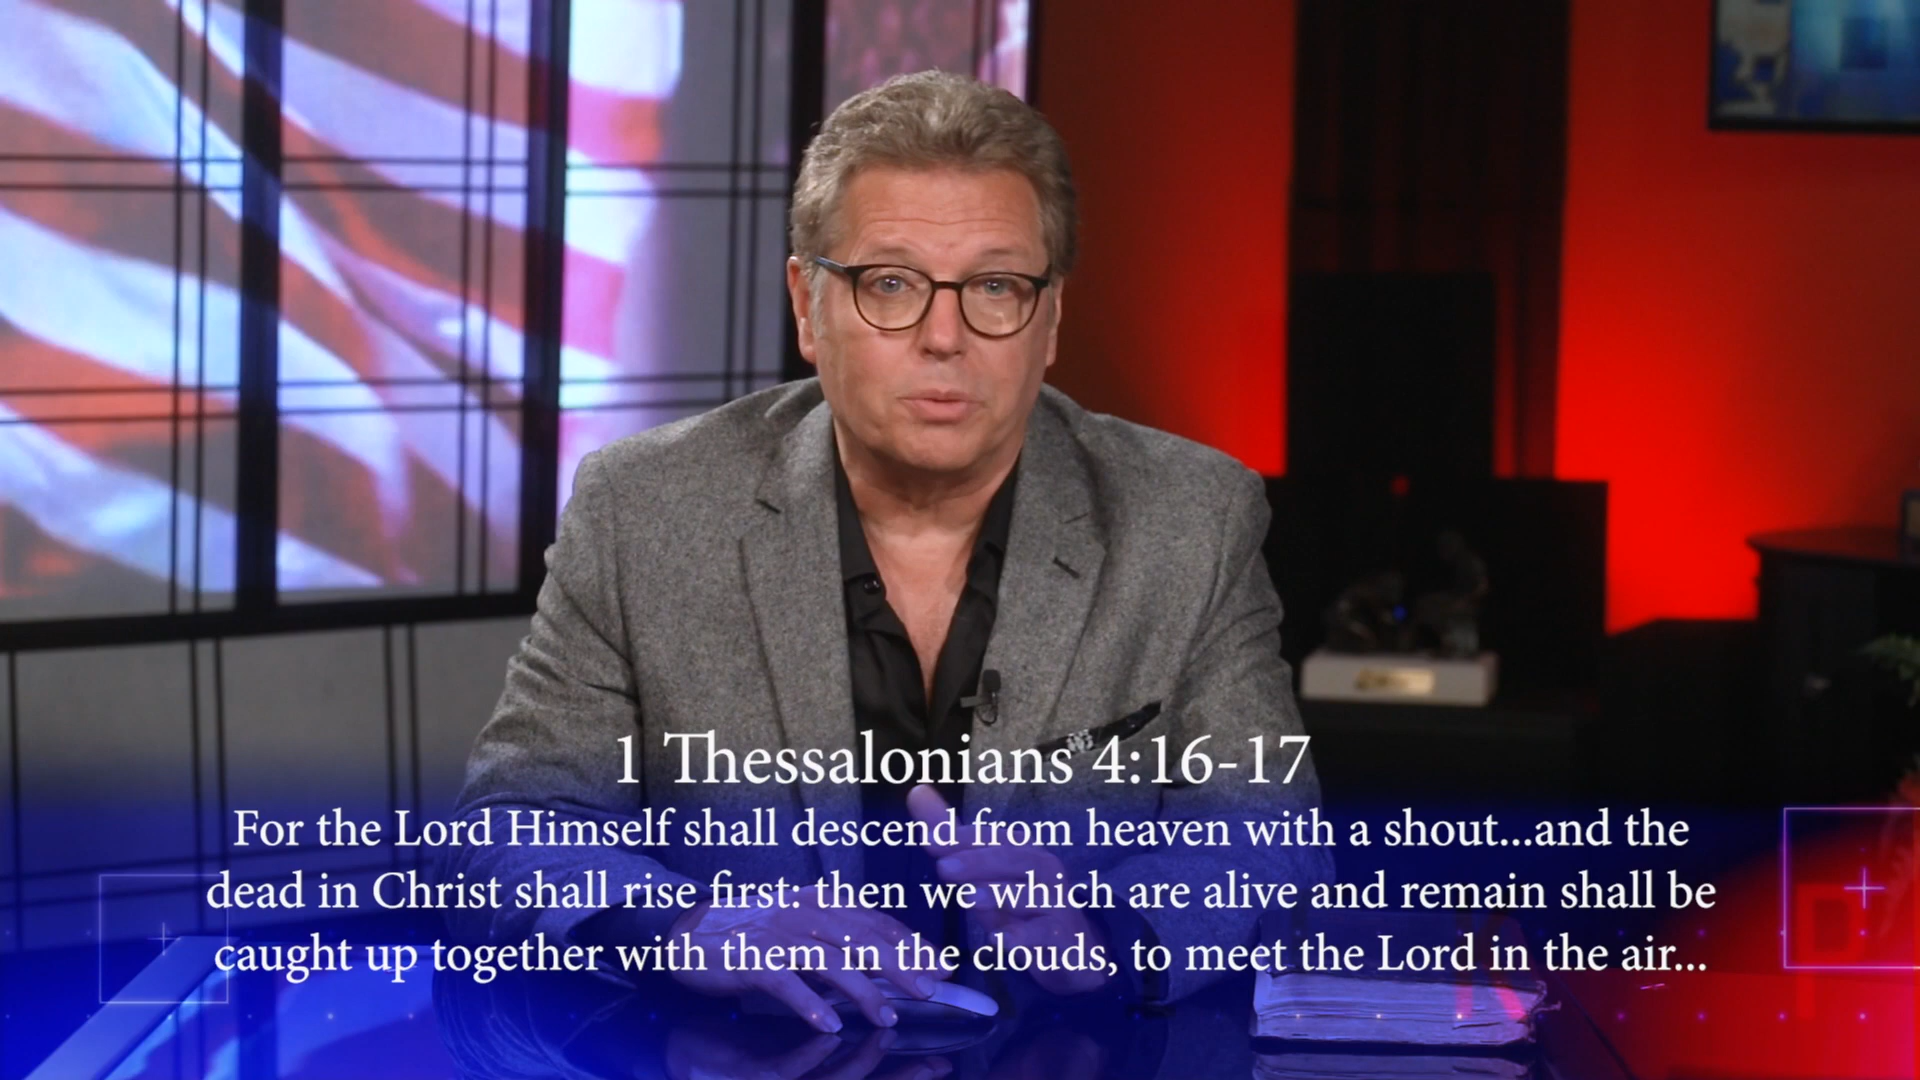 1 Thessalonians 4:16-17
For the Lord Himself shall descend from heaven with a shout...and the
dead in Christ shall rise first: then we which are alive and remain shall be
caught up together with them in the clouds, to meet the Lord in the air...